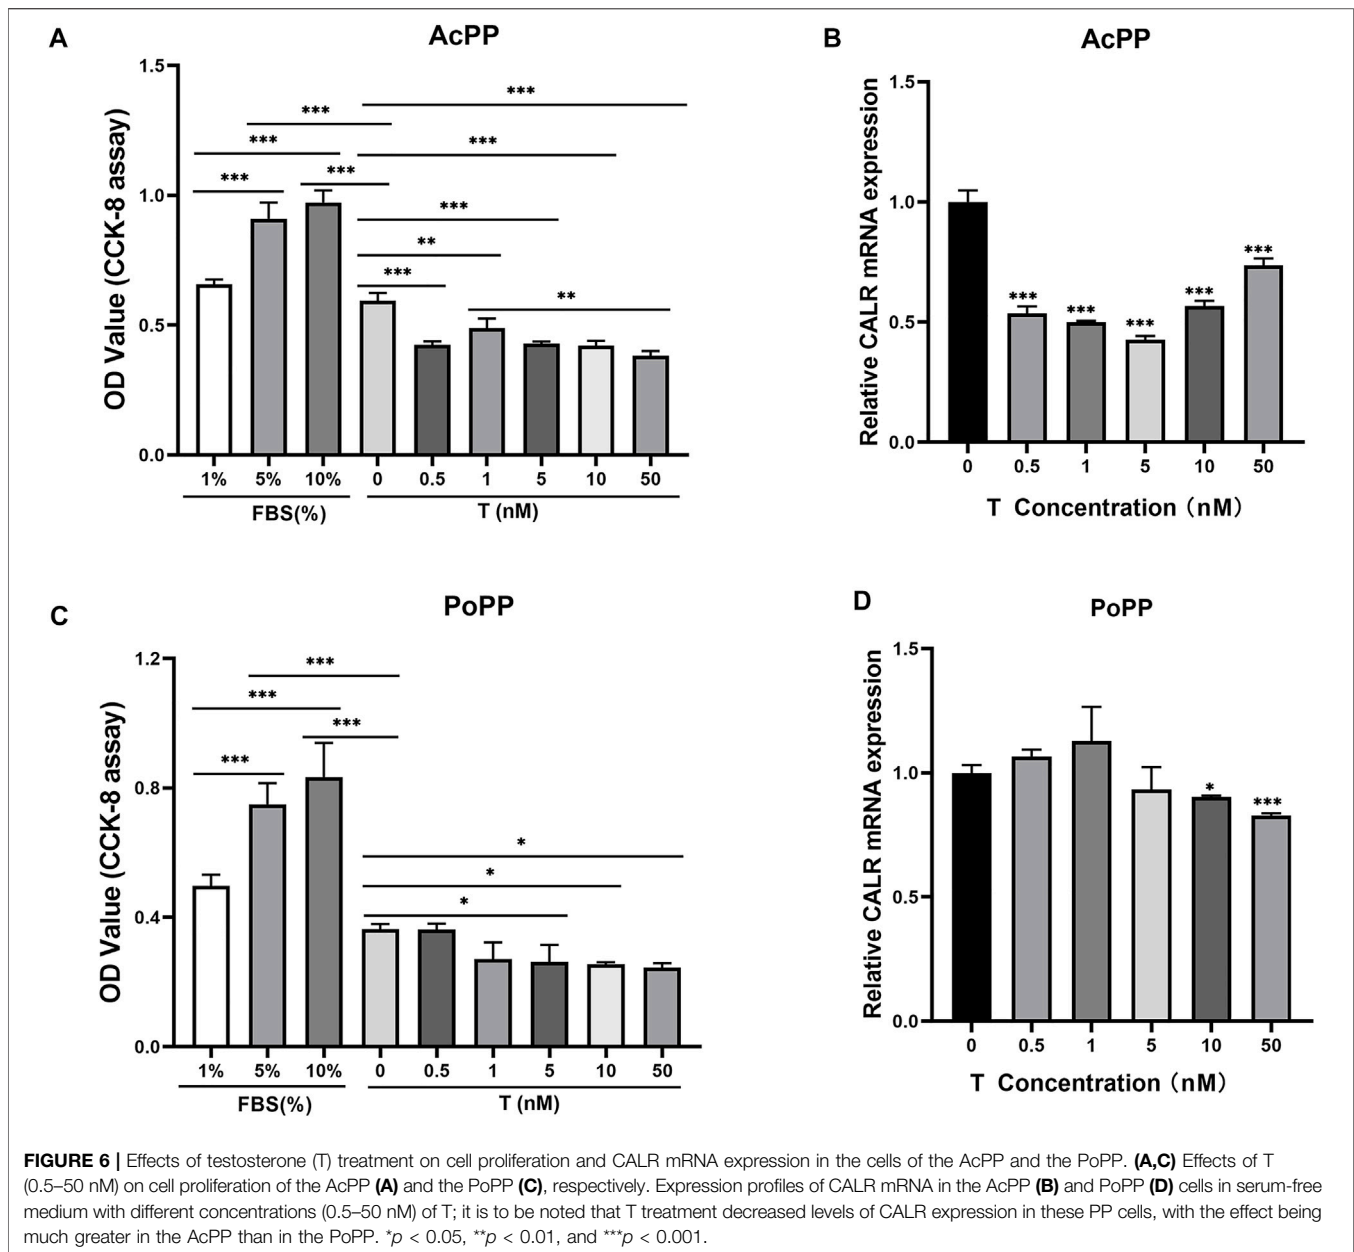 A
AcPP
OD Value (CCK-8 assay)
1.5
1.0
0.5
0.0
***
***
***
*** ***
***
***
**
***
**
1% 5% 10% 0 0.5 1 5 10 50
FBS(%) T (nM)
B
AcPP
Relative CALR mRNA expression
1.5
1.0
0.5
0.0
*** *** *** *** ***
0 0.5 1 5 10 50
T Concentration (nM)
C
PoPP
OD Value (CCK-8 assay)
1.2
0.8
0.4
0.0
***
***
***
***
*
*
*
1% 5% 10% 0 0.5 1 5 10 50
FBS(%) T (nM)
D
PoPP
Relative CALR mRNA expression
1.5
1.0
0.5
0.0
* ***
0 0.5 1 5 10 50
T Concentration (nM)
FIGURE 6 | Effects of testosterone (T) treatment on cell proliferation and CALR mRNA expression in the cells of the AcPP and the PoPP. (A,C) Effects of T
(0.5–50 nM) on cell proliferation of the AcPP (A) and the PoPP (C), respectively. Expression profiles of CALR mRNA in the AcPP (B) and PoPP (D) cells in serum-free
medium with different concentrations (0.5–50 nM) of T; it is to be noted that T treatment decreased levels of CALR expression in these PP cells, with the effect being
much greater in the AcPP than in the PoPP. *p < 0.05, **p < 0.01, and ***p < 0.001.